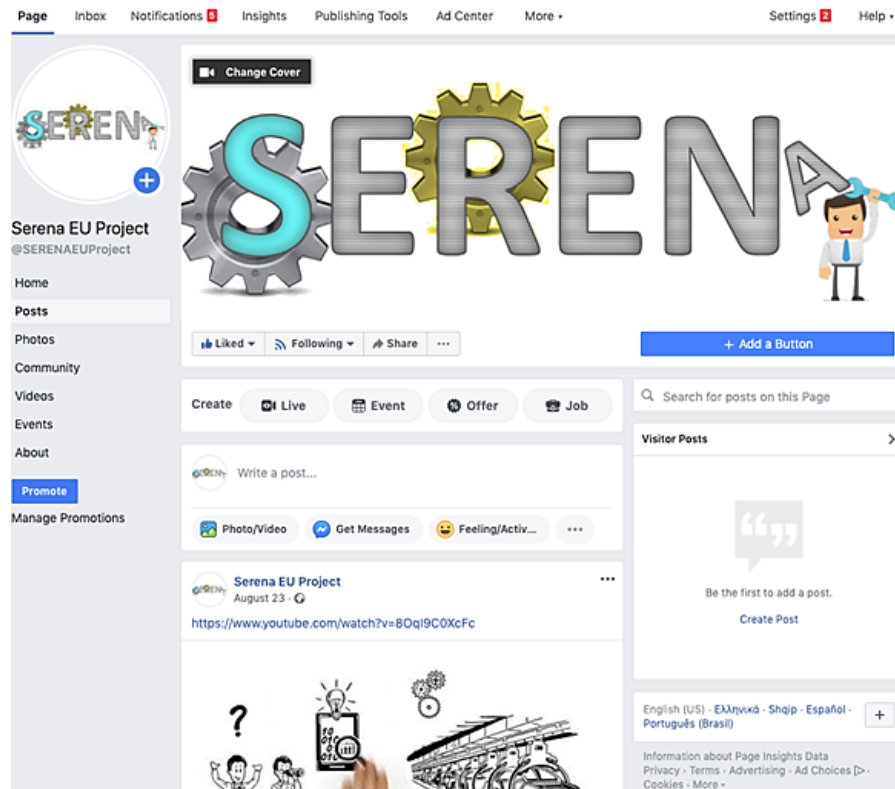 Page Inbox Notifications 5 Insights Publishing Tools Ad Center More Settings 2 Help
Change Cover
SERENA
SERENA
Serena EU Project
@SERENAEUProject
Home
Posts
Photos
Community
Videos
Events
About
Promote
Manage Promotions
Liked Following Share ...
+ Add a Button
Create Live Event Offer Job
Search for posts on this Page
Visitor Posts
SERENA
Write a post...
Photo/Video Get Messages Feeling/Activ... ...
Be the first to add a post.
Create Post
SERENA
Serena EU Project
August 23 ·
https://www.youtube.com/watch?v=8OqI9C0XcFc
?
English (US) · Ελληνικά · Shqip · Español ·
Português (Brasil)
+
Information about Page Insights Data
Privacy · Terms · Advertising · Ad Choices ·
Cookies · More